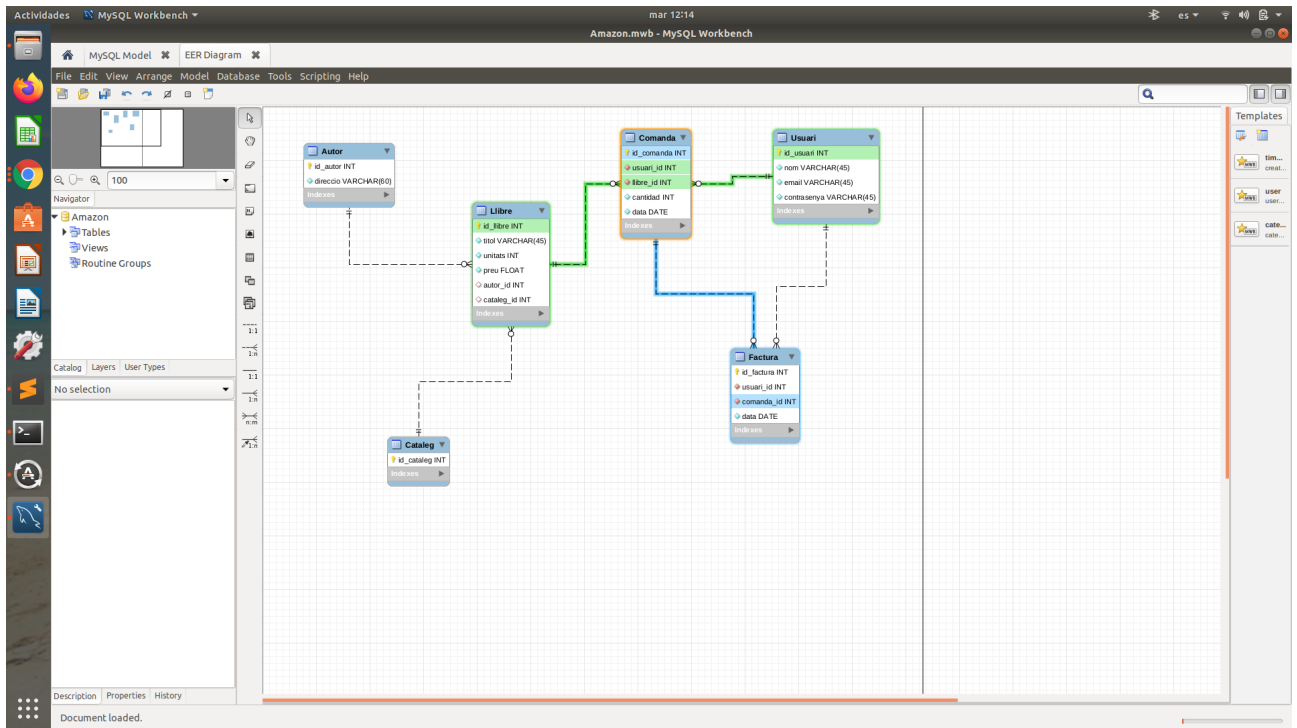 Actividades MySQL Workbench mar 12:14 es
Amazon.mwb - MySQL Workbench
MySQL Model EER Diagram
File Edit View Arrange Model Database Tools Scripting Help
100
Navigator
Amazon
Tables
Views
Routine Groups
Catalog Layers User Types
No selection
Description Properties History
Document loaded.
1:1
1:n
1:1
1:n
n:m
1:n
Autor
id_autor INT
direccio VARCHAR(60)
Indexes
Llibre
id_llibre INT
titol VARCHAR(45)
unitats INT
preu FLOAT
autor_id INT
cataleg_id INT
Indexes
Comanda
id_comanda INT
usuari_id INT
llibre_id INT
cantidad INT
data DATE
Indexes
Usuari
id_usuari INT
nom VARCHAR(45)
email VARCHAR(45)
contrasenya VARCHAR(45)
Indexes
Factura
id_factura INT
usuari_id INT
comanda_id INT
data DATE
Indexes
Cataleg
id_cataleg INT
Indexes
Templates
tim...
creat...
user
user...
cate...
cate...